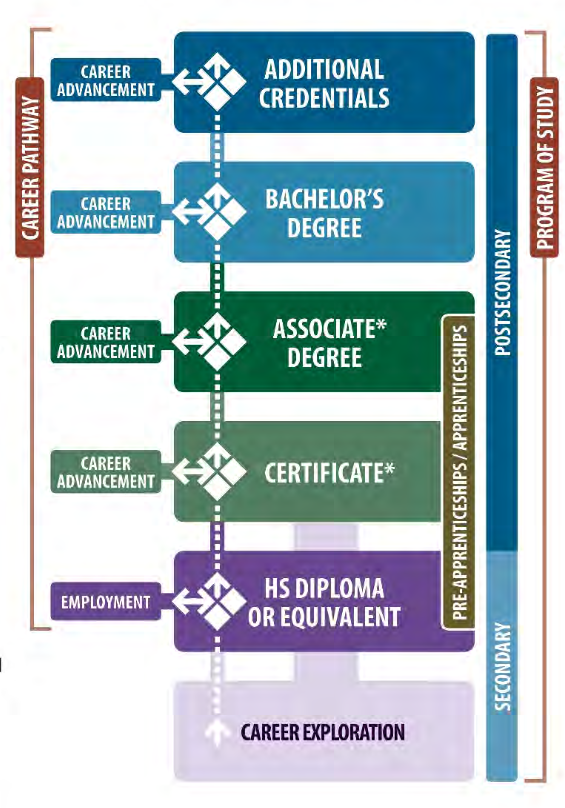 CAREER PATHWAY
CAREER
ADVANCEMENT
ADDITIONAL
CREDENTIALS
CAREER
ADVANCEMENT
BACHELOR'S
DEGREE
CAREER
ADVANCEMENT
ASSOCIATE*
DEGREE
CAREER
ADVANCEMENT
CERTIFICATE*
EMPLOYMENT
HS DIPLOMA
OR EQUIVALENT
CAREER EXPLORATION
PRE-APPRENTICESHIPS / APPRENTICESHIPS
POSTSECONDARY
SECONDARY
PROGRAM OF STUDY